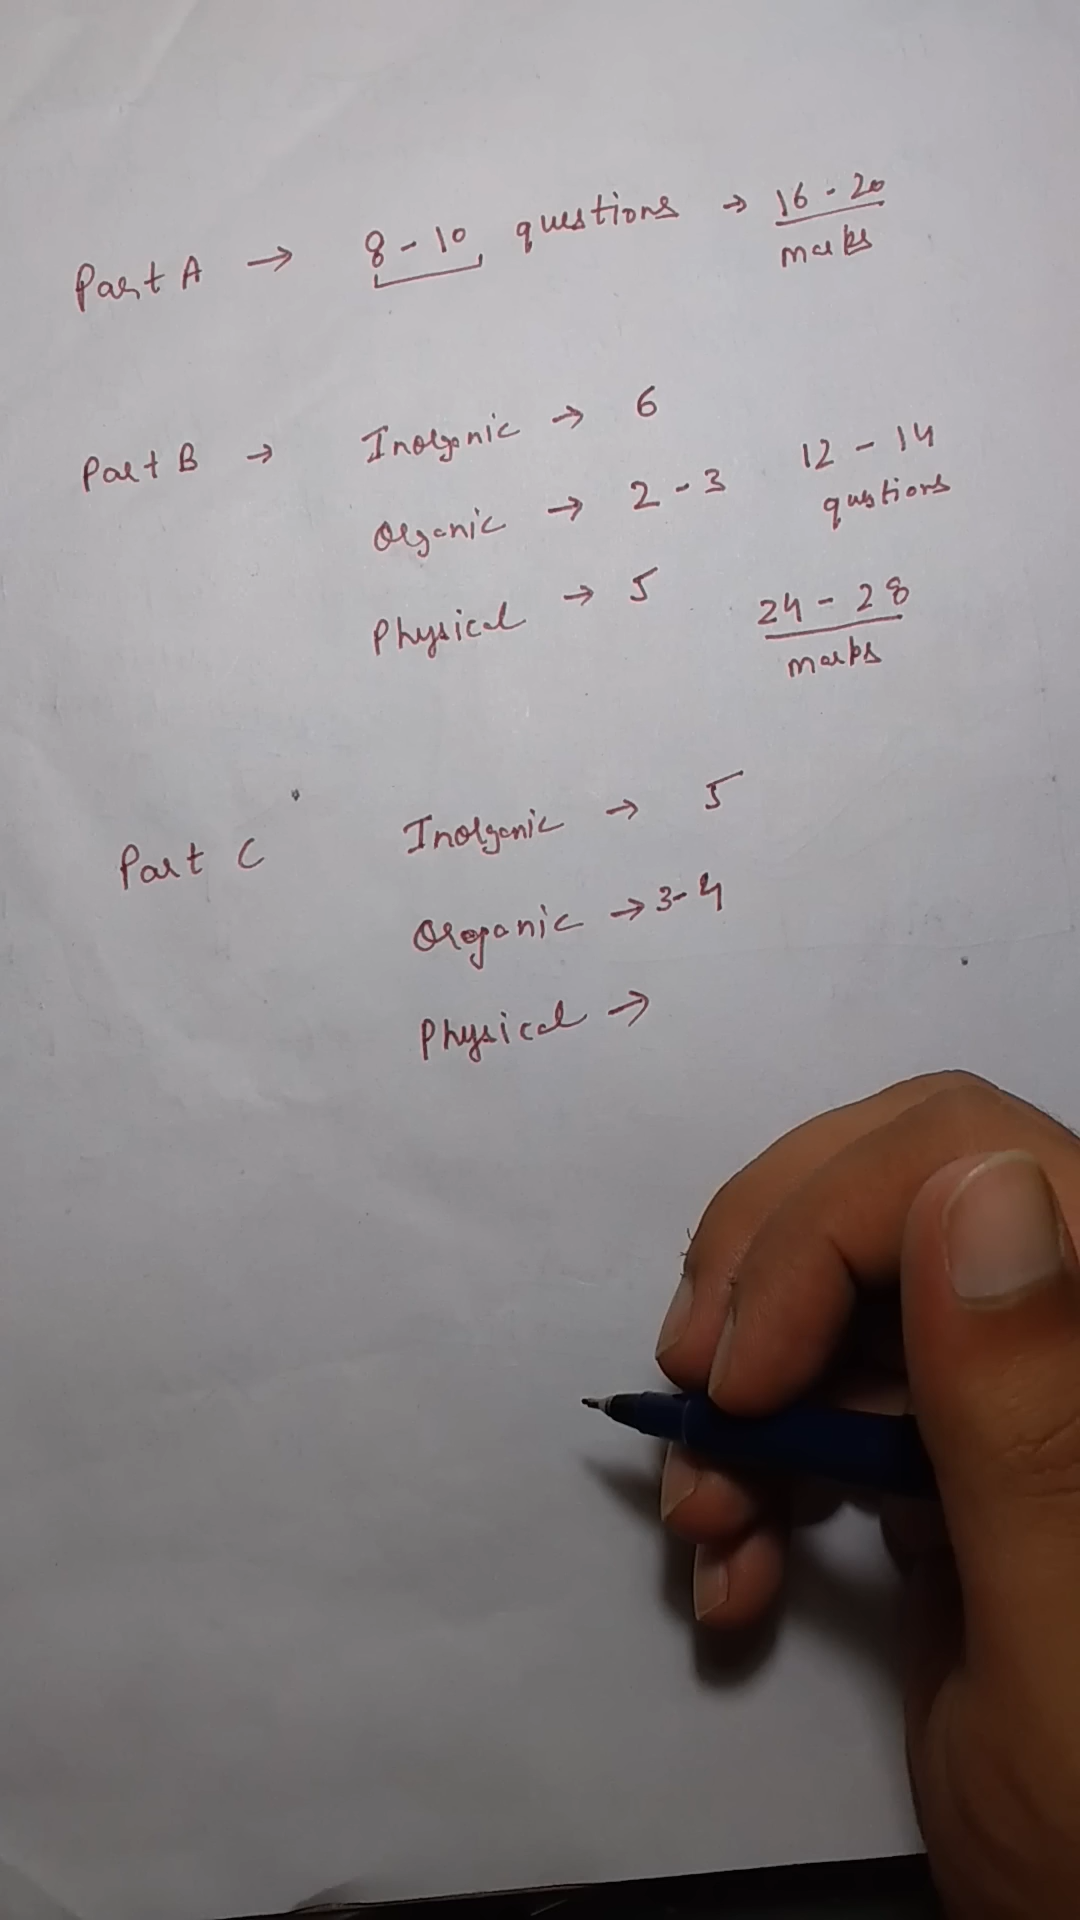 Part A → 8 - 10 questions → 16 - 20
marks
Part B → Inorganic → 6
12 - 14
questions
Organic → 2 - 3
Physical → 5
24 - 28
marks
Part C Inorganic → 5
Organic → 3 - 4
Physical →